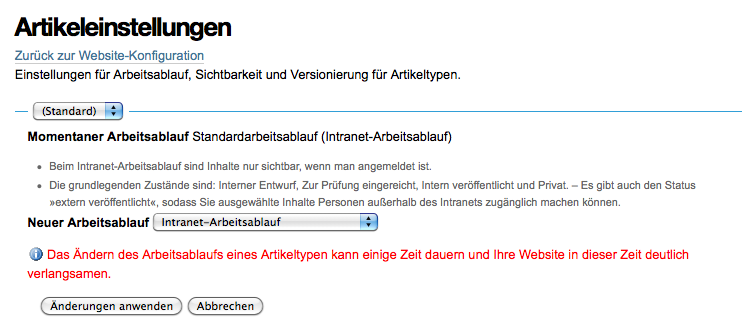 Artikeleinstellungen
Zurück zur Website-Konfiguration
Einstellungen für Arbeitsablauf, Sichtbarkeit und Versionierung für Artikeltypen.
(Standard)
Momentaner Arbeitsablauf Standardarbeitsablauf (Intranet-Arbeitsablauf)
• Beim Intranet-Arbeitsablauf sind Inhalte nur sichtbar, wenn man angemeldet ist.
• Die grundlegenden Zustände sind: Interner Entwurf, Zur Prüfung eingereicht, Intern veröffentlicht und Privat. – Es gibt auch den Status
»extern veröffentlicht«, sodass Sie ausgewählte Inhalte Personen außerhalb des Intranets zugänglich machen können.
Neuer Arbeitsablauf Intranet-Arbeitsablauf
Das Ändern des Arbeitsablaufs eines Artikeltypen kann einige Zeit dauern und Ihre Website in dieser Zeit deutlich
verlangsamen.
Änderungen anwenden Abbrechen